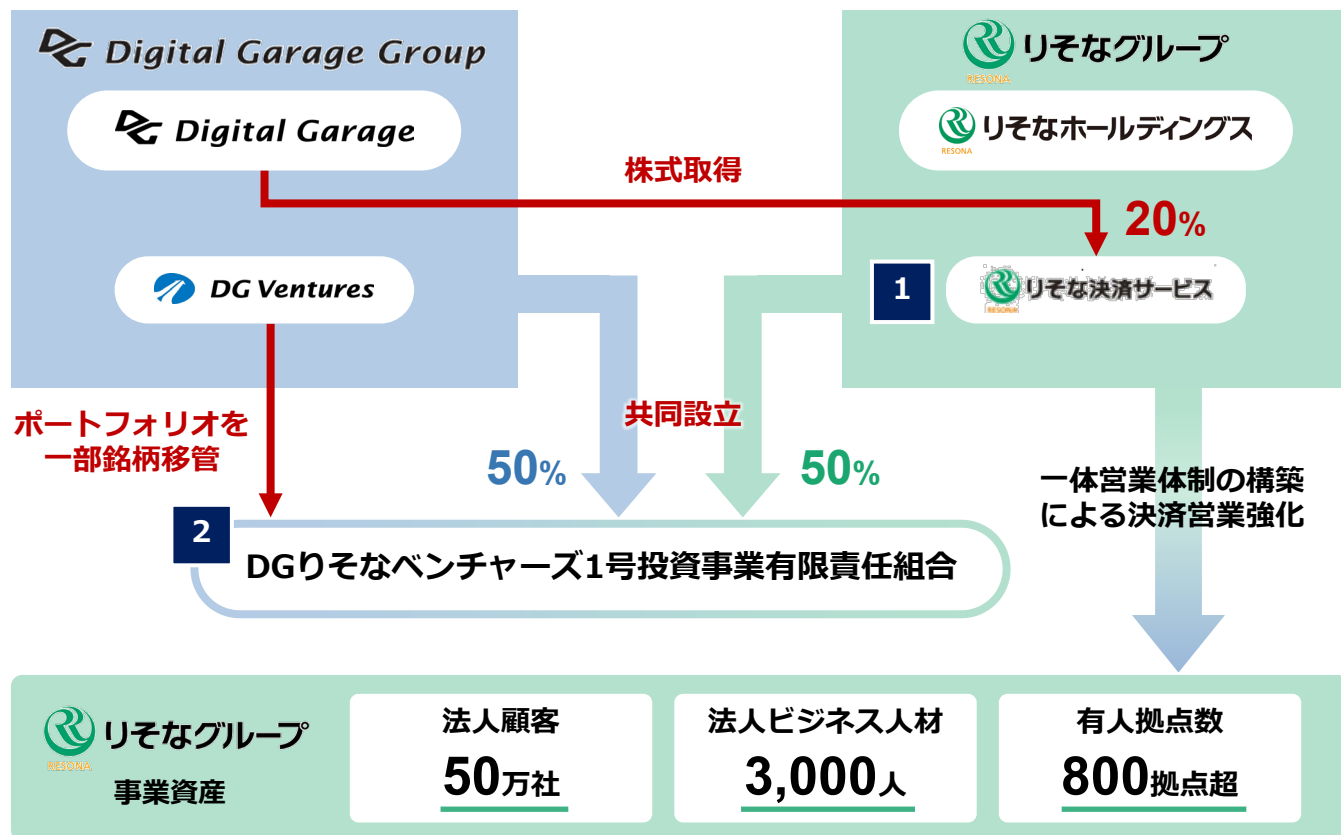 Digital Garage Group
Digital Garage
DG Ventures
りそなグループ
RESONA
りそなホールディングス
RESONA
株式取得
20%
1
りそな決済サービス
RESONA
ポートフォリオを
一部銘柄移管
共同設立
50%
50%
一体営業体制の構築
による決済営業強化
2
DGりそなベンチャーズ1号投資事業有限責任組合
りそなグループ
RESONA
事業資産
法人顧客
50万社
法人ビジネス人材
3,000人
有人拠点数
800拠点超